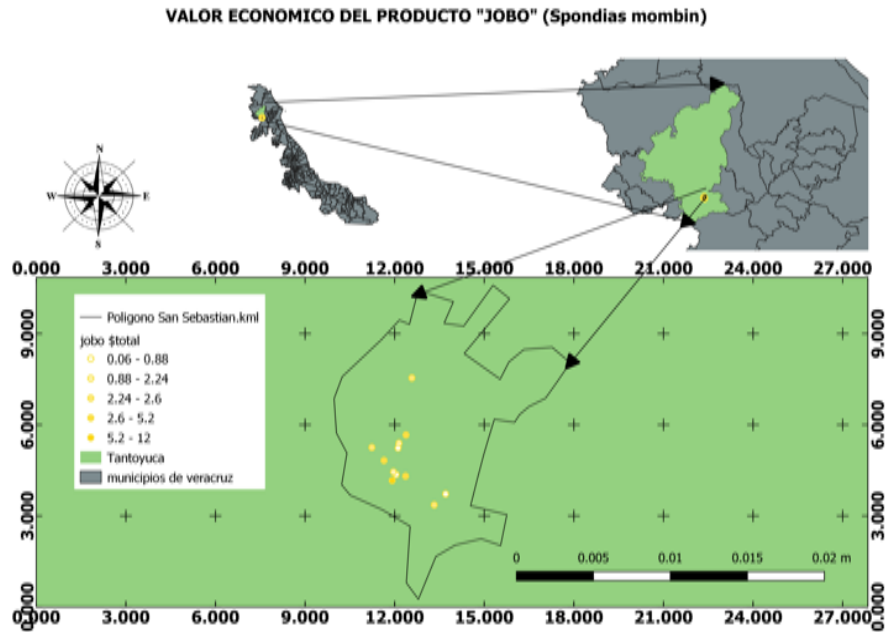 VALOR ECONOMICO DEL PRODUCTO "JOBO" (Spondias mombin)
N
W E
S
0.000 3.000 6.000 9.000 12.000 15.000 18.000 21.000 24.000 27.000
9.000 9.000
Poligono San Sebastian.kml
jobo $total
0.06 - 0.88
0.88 - 2.24
2.24 - 2.6
2.6 - 5.2
5.2 - 12
Tantoyuca
municipios de veracruz
6.000 6.000
3.000 3.000
0 0.005 0.01 0.015 0.02 m
0.000 0.000
0.000 3.000 6.000 9.000 12.000 15.000 18.000 21.000 24.000 27.000